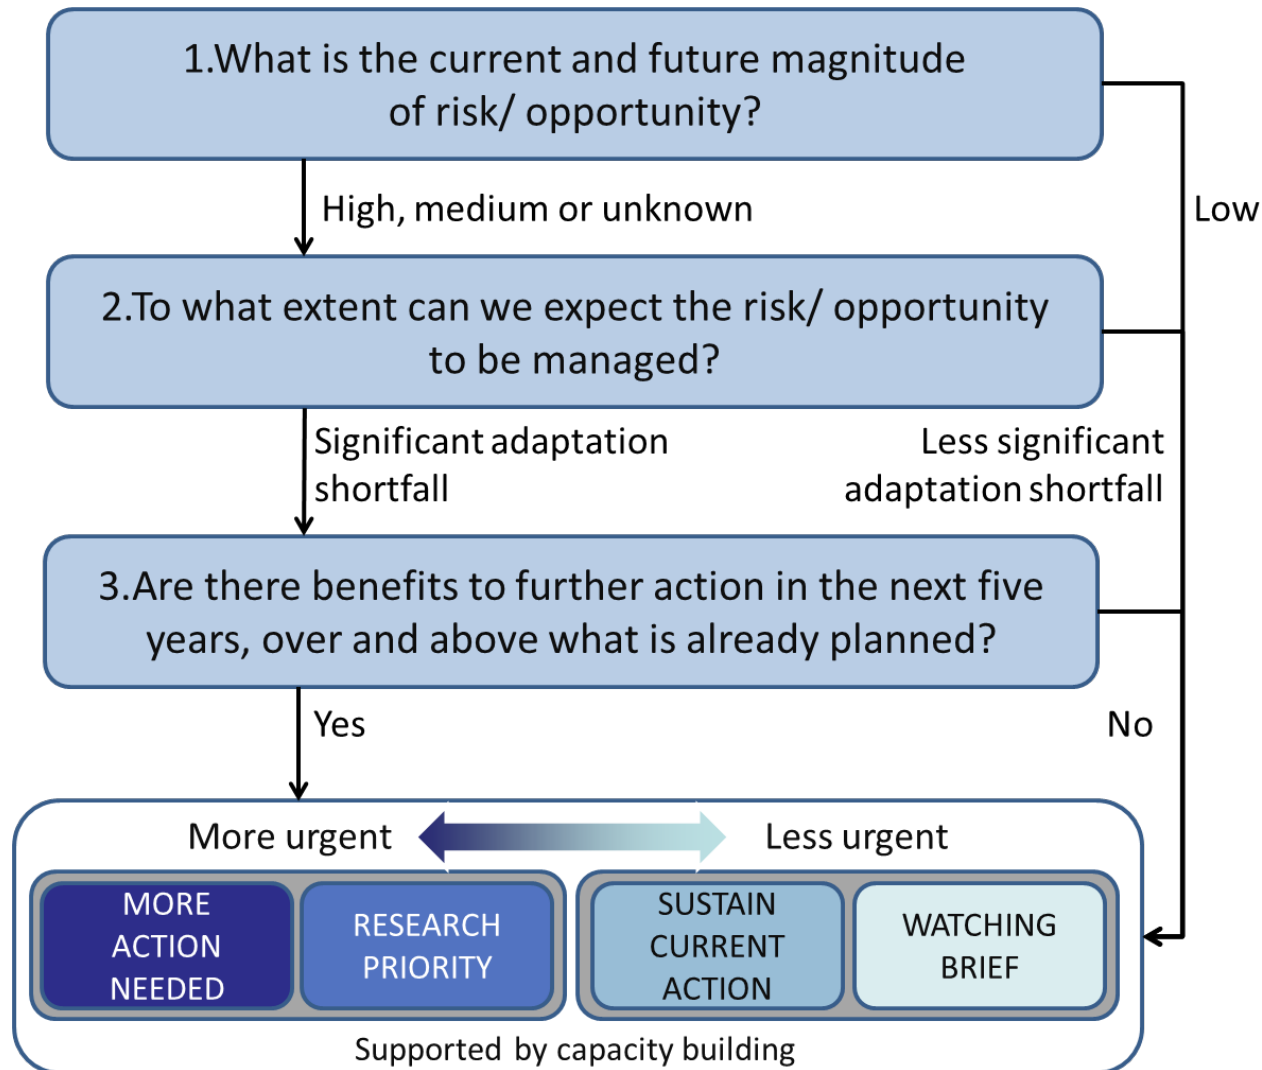 1.What is the current and future magnitude
of risk/ opportunity?
High, medium or unknown
Low
2.To what extent can we expect the risk/ opportunity
to be managed?
Significant adaptation
shortfall
Less significant
adaptation shortfall
3.Are there benefits to further action in the next five
years, over and above what is already planned?
Yes
No
More urgent
Less urgent
MORE
ACTION
NEEDED
RESEARCH
PRIORITY
SUSTAIN
CURRENT
ACTION
WATCHING
BRIEF
Supported by capacity building